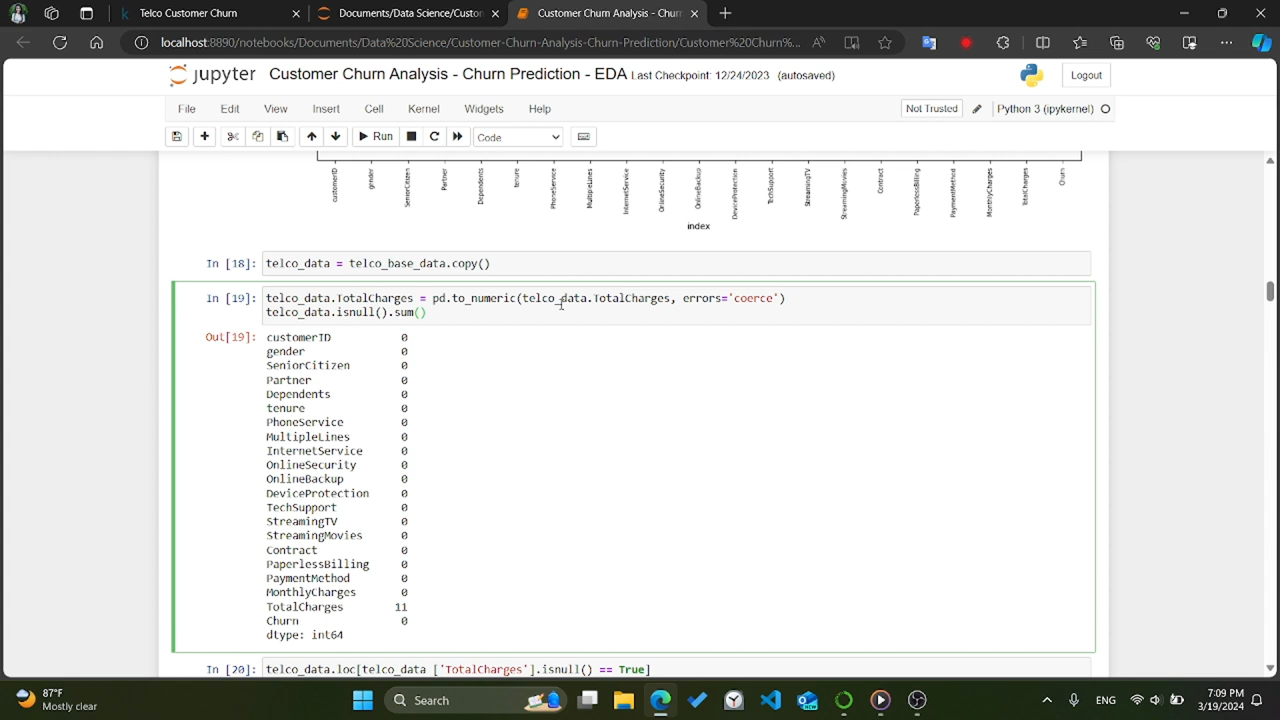 Telco Customer Churn
Documents/Data Science/Custon
Customer Churn Analysis - Churn
localhost:8890/notebooks/Documents/Data%20Science/Customer-Churn-Analysis-Churn-Prediction/Customer%20Churn%...
jupyter Customer Churn Analysis - Churn Prediction - EDA Last Checkpoint: 12/24/2023 (autosaved)
Logout
File Edit View Insert Cell Kernel Widgets Help
Not Trusted Python 3 (ipykernel)
Run Code
customerID
gender
SeniorCitizen
Partner
Dependents
tenure
PhoneService
MultipleLines
InternetService
OnlineSecurity
OnlineBackup
DeviceProtection
TechSupport
StreamingTV
StreamingMovies
Contract
PaperlessBilling
PaymentMethod
MonthlyCharges
TotalCharges
Churn
index
In [18]: telco_data = telco_base_data.copy()
In [19]: telco_data.TotalCharges = pd.to_numeric(telco_data.TotalCharges, errors='coerce')
telco_data.isnull().sum()
Out[19]: customerID 0
gender 0
SeniorCitizen 0
Partner 0
Dependents 0
tenure 0
PhoneService 0
MultipleLines 0
InternetService 0
OnlineSecurity 0
OnlineBackup 0
DeviceProtection 0
TechSupport 0
StreamingTV 0
StreamingMovies 0
Contract 0
PaperlessBilling 0
PaymentMethod 0
MonthlyCharges 0
TotalCharges 11
Churn 0
dtype: int64
In [20]: telco_data.loc[telco_data ['TotalCharges'].isnull() == True]
87°F
Mostly clear
Search
ENG
7:09 PM
3/19/2024